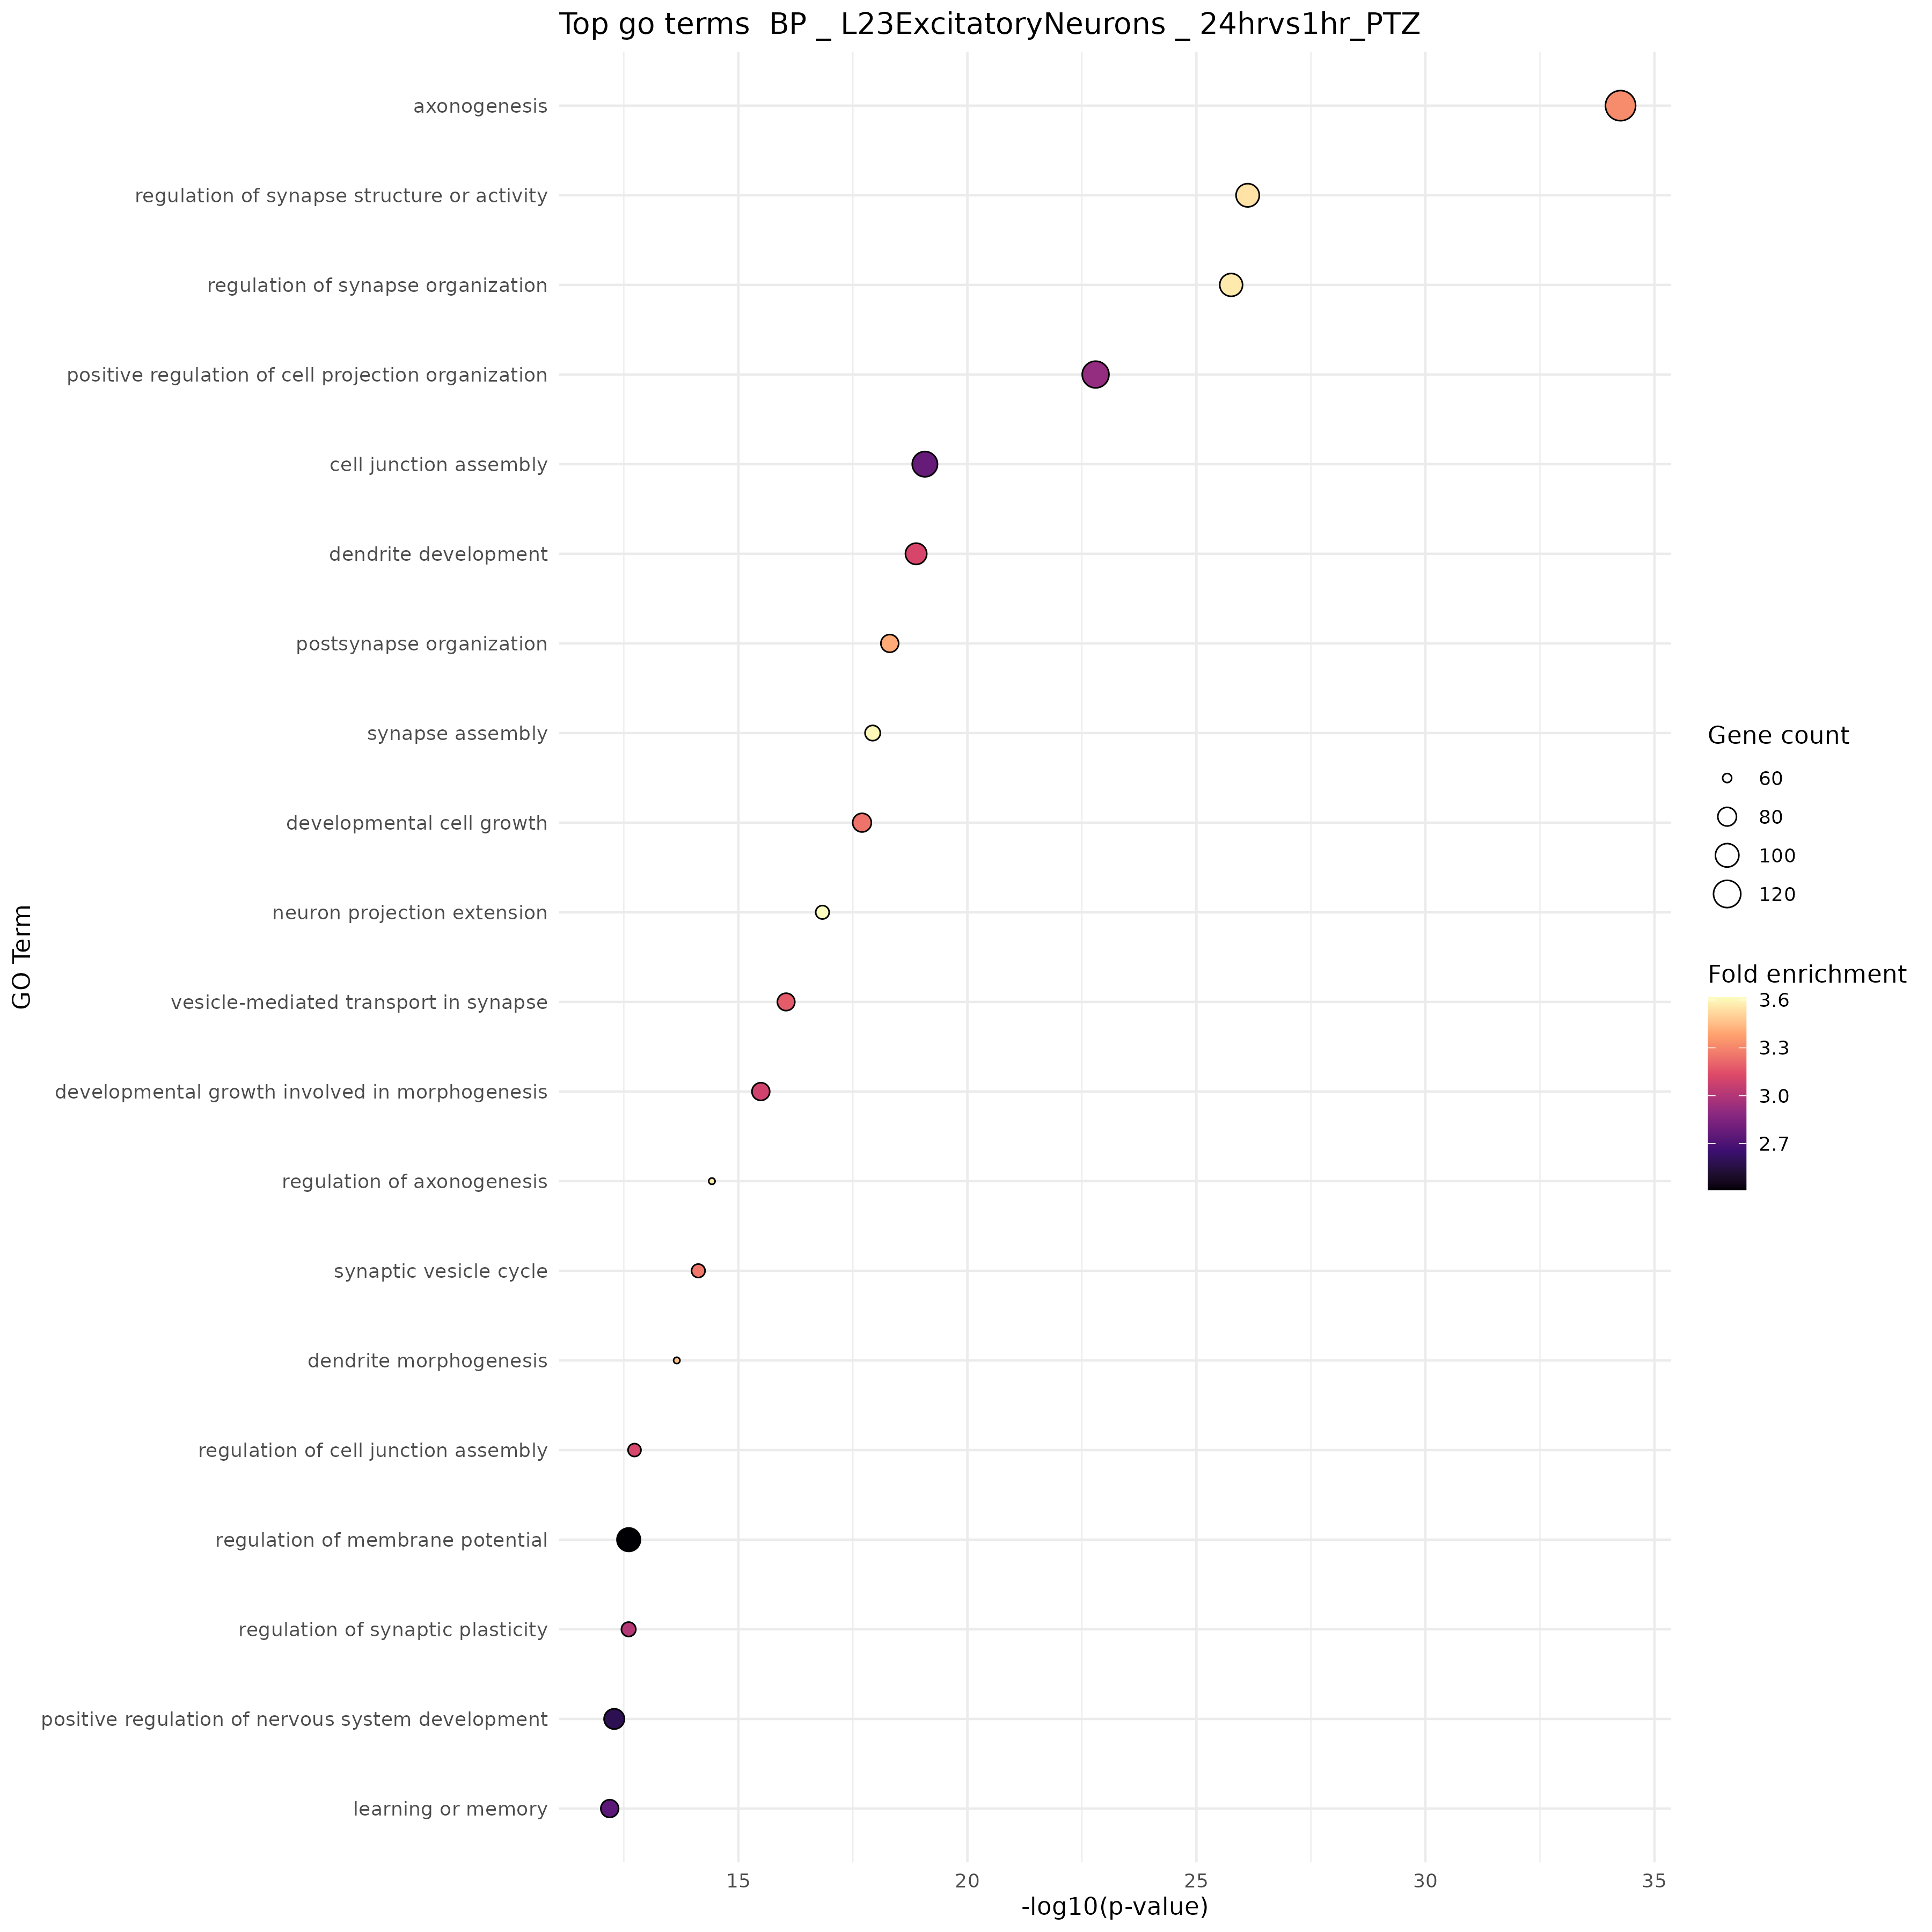 Top go terms  BP _ L23ExcitatoryNeurons _ 24hrvs1hr_PTZ
axonogenesis
regulation of synapse structure or activity
regulation of synapse organization
positive regulation of cell projection organization
cell junction assembly
dendrite development
postsynapse organization
synapse assembly
developmental cell growth
neuron projection extension
vesicle-mediated transport in synapse
developmental growth involved in morphogenesis
regulation of axonogenesis
synaptic vesicle cycle
dendrite morphogenesis
regulation of cell junction assembly
regulation of membrane potential
regulation of synaptic plasticity
positive regulation of nervous system development
learning or memory
GO Term
15 20 25 30 35
-log10(p-value)
Gene count
60
80
100
120
Fold enrichment
3.6
3.3
3.0
2.7